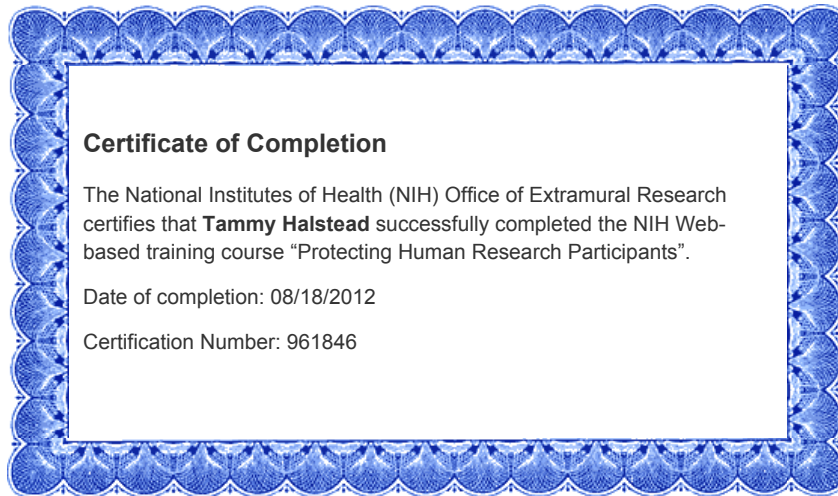 Certificate of Completion
The National Institutes of Health (NIH) Office of Extramural Research
certifies that Tammy Halstead successfully completed the NIH Web-
based training course “Protecting Human Research Participants”.
Date of completion: 08/18/2012
Certification Number: 961846